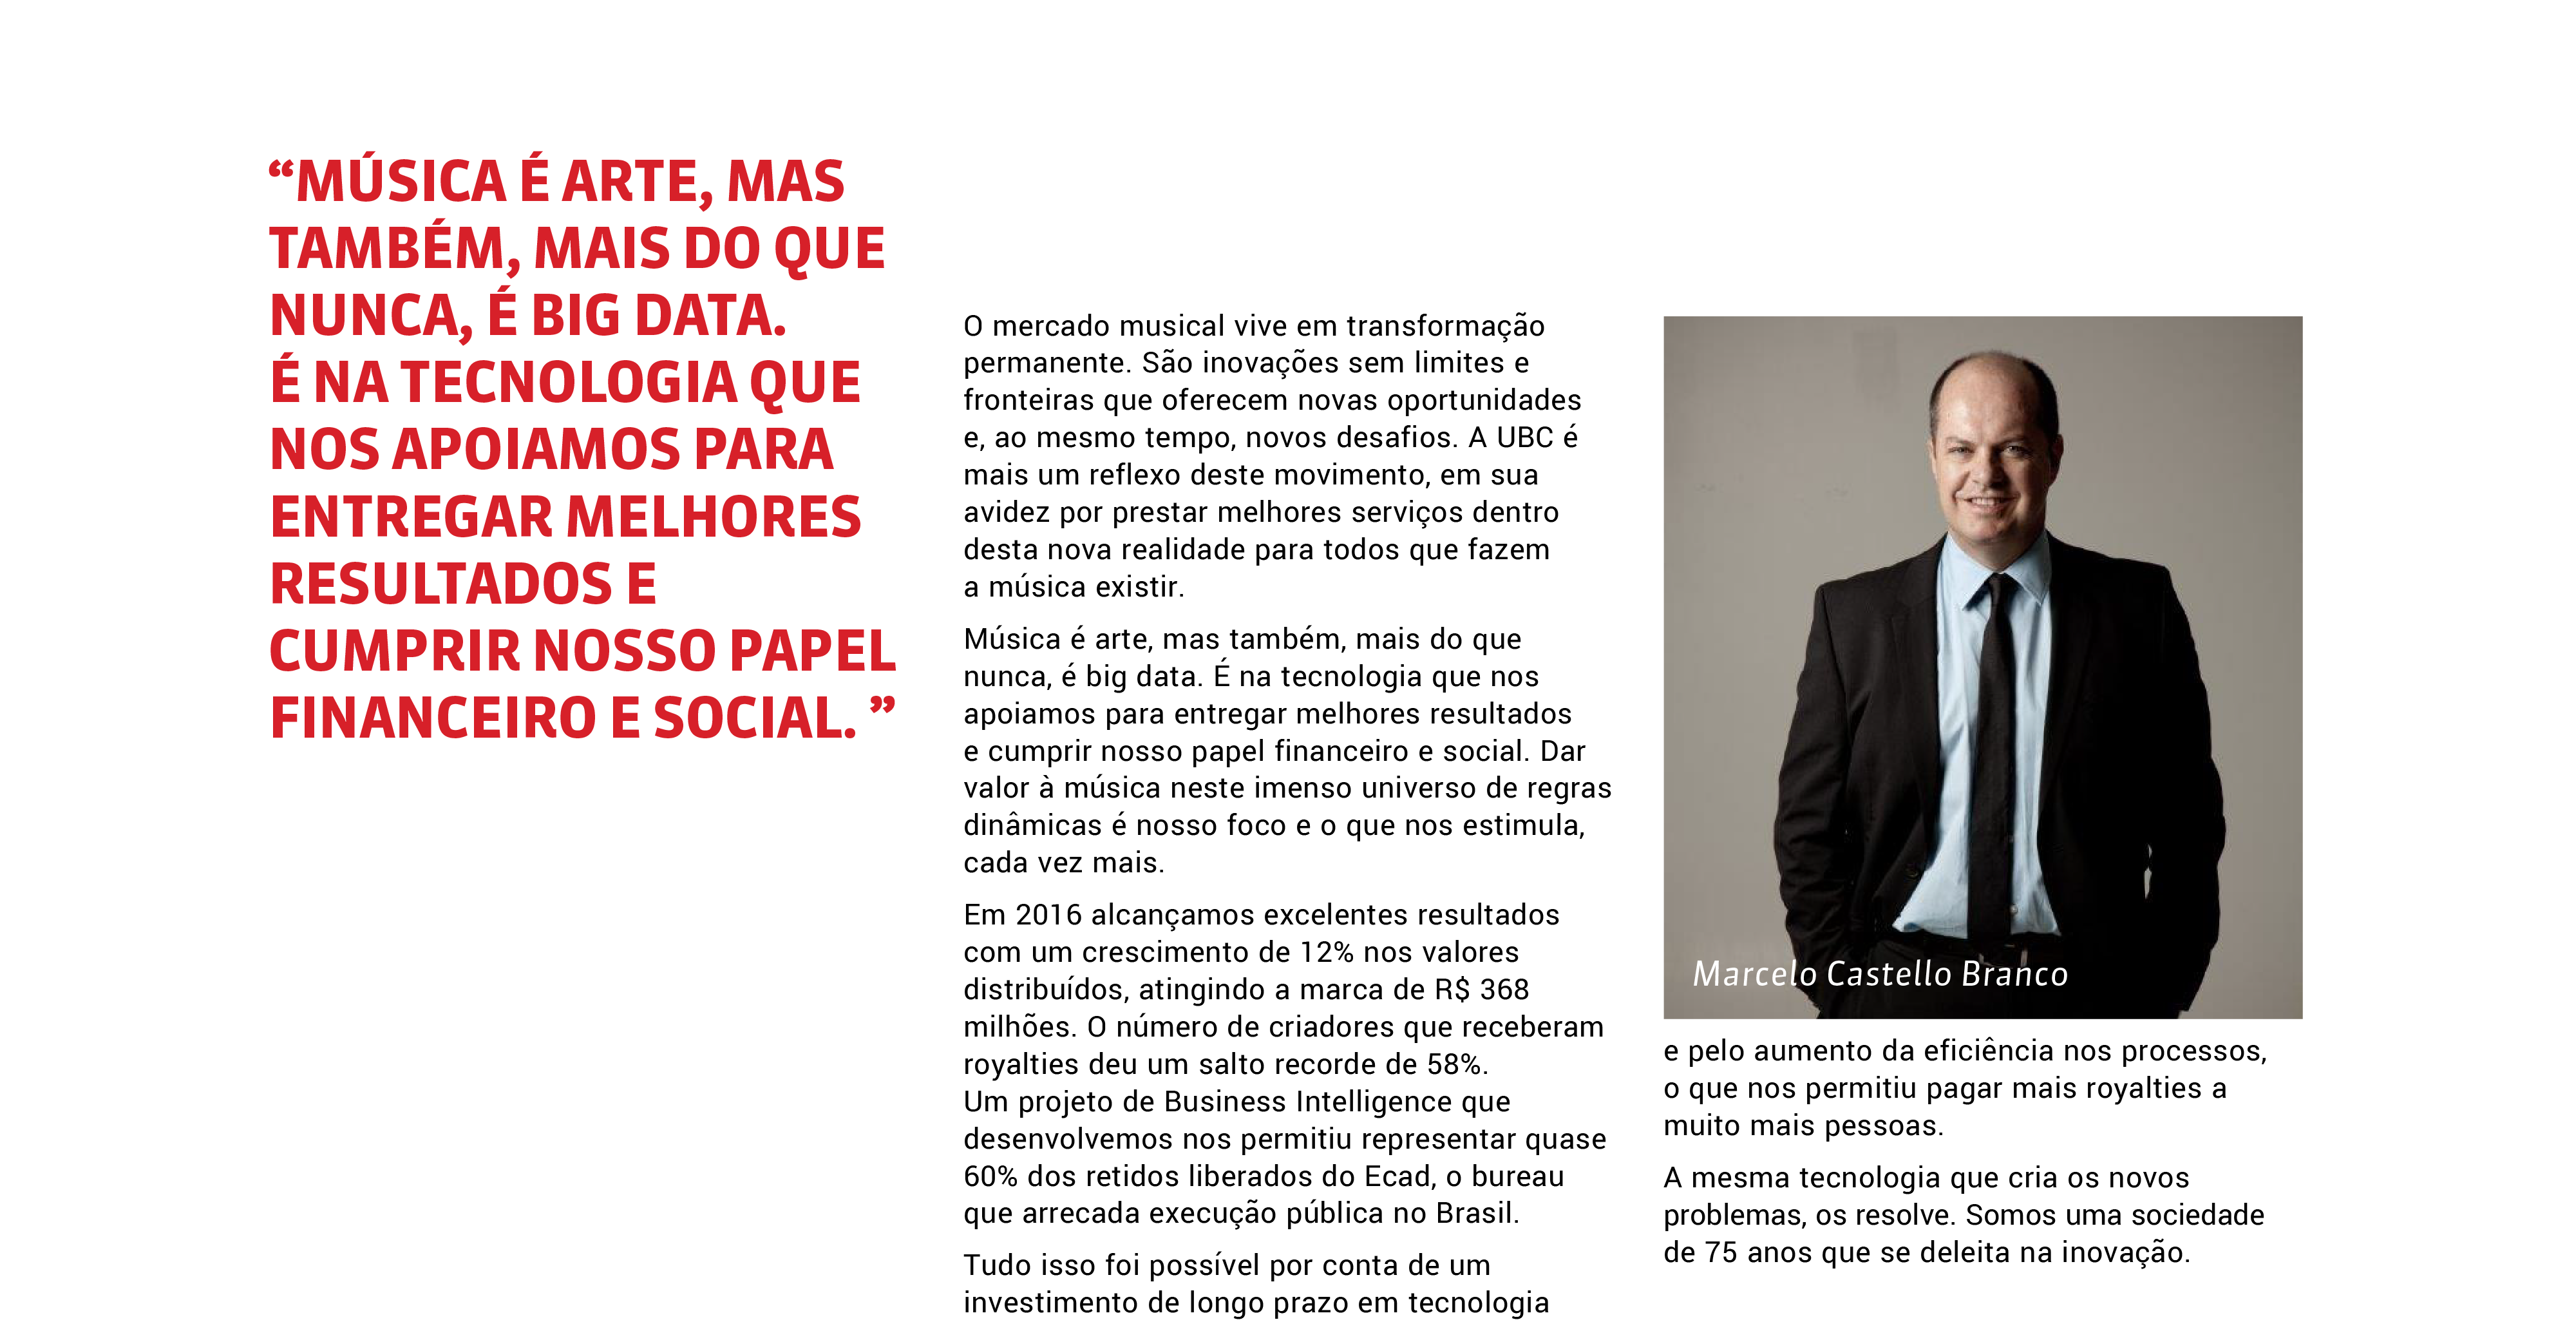 “MÚSICA É ARTE, MAS
TAMBÉM, MAIS DO QUE
NUNCA, É BIG DATA.
É NA TECNOLOGIA QUE
NOS APOIAMOS PARA
ENTREGAR MELHORES
RESULTADOS E
CUMPRIR NOSSO PAPEL
FINANCEIRO E SOCIAL. ”
O mercado musical vive em transformação
permanente. São inovações sem limites e
fronteiras que oferecem novas oportunidades
e, ao mesmo tempo, novos desafios. A UBC é
mais um reflexo deste movimento, em sua
avidez por prestar melhores serviços dentro
desta nova realidade para todos que fazem
a música existir.
Música é arte, mas também, mais do que
nunca, é big data. É na tecnologia que nos
apoiamos para entregar melhores resultados
e cumprir nosso papel financeiro e social. Dar
valor à música neste imenso universo de regras
dinâmicas é nosso foco e o que nos estimula,
cada vez mais.
Em 2016 alcançamos excelentes resultados
com um crescimento de 12% nos valores
distribuídos, atingindo a marca de R$ 368
milhões. O número de criadores que receberam
royalties deu um salto recorde de 58%.
Um projeto de Business Intelligence que
desenvolvemos nos permitiu representar quase
60% dos retidos liberados do Ecad, o bureau
que arrecada execução pública no Brasil.
Tudo isso foi possível por conta de um
investimento de longo prazo em tecnologia
Marcelo Castello Branco
e pelo aumento da eficiência nos processos,
o que nos permitiu pagar mais royalties a
muito mais pessoas.
A mesma tecnologia que cria os novos
problemas, os resolve. Somos uma sociedade
de 75 anos que se deleita na inovação.